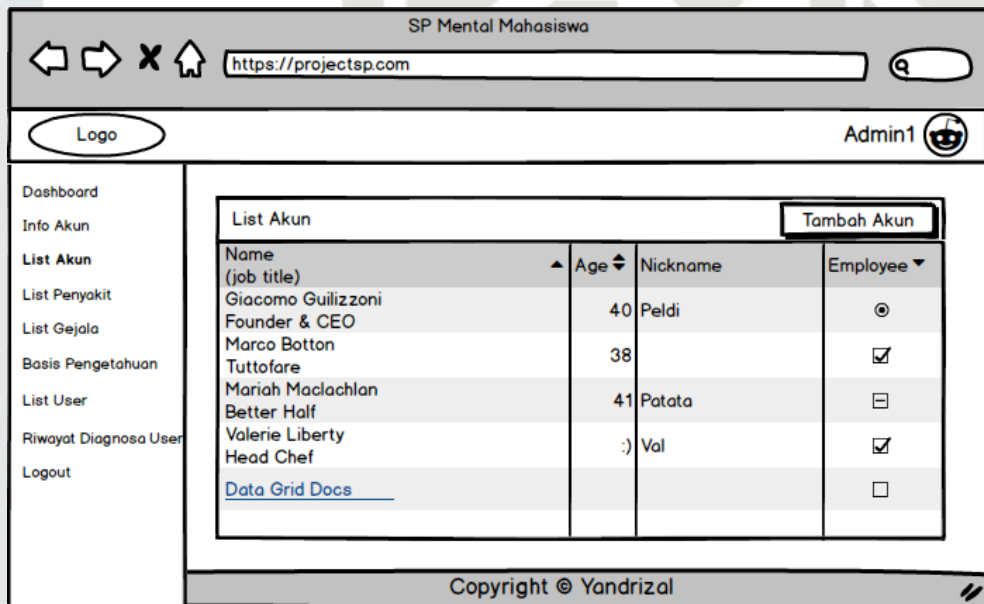 SP Mental Mahasiswa
https://projectsp.com
Logo
Admin1
Dashboard
Info Akun
List Akun
List Penyakit
List Gejala
Basis Pengetahuan
List User
Riwayat Diagnosa User
Logout
List Akun
Tambah Akun
Name
(job title)
Age
Nickname
Employee
Giacomo Guilizzoni
Founder & CEO
40
Peldi
Marco Botton
Tuttofare
38
Mariah Maclachlan
Better Half
41
Patata
Valerie Liberty
Head Chef
:)
Val
Data Grid Docs
Copyright © Yandrizal